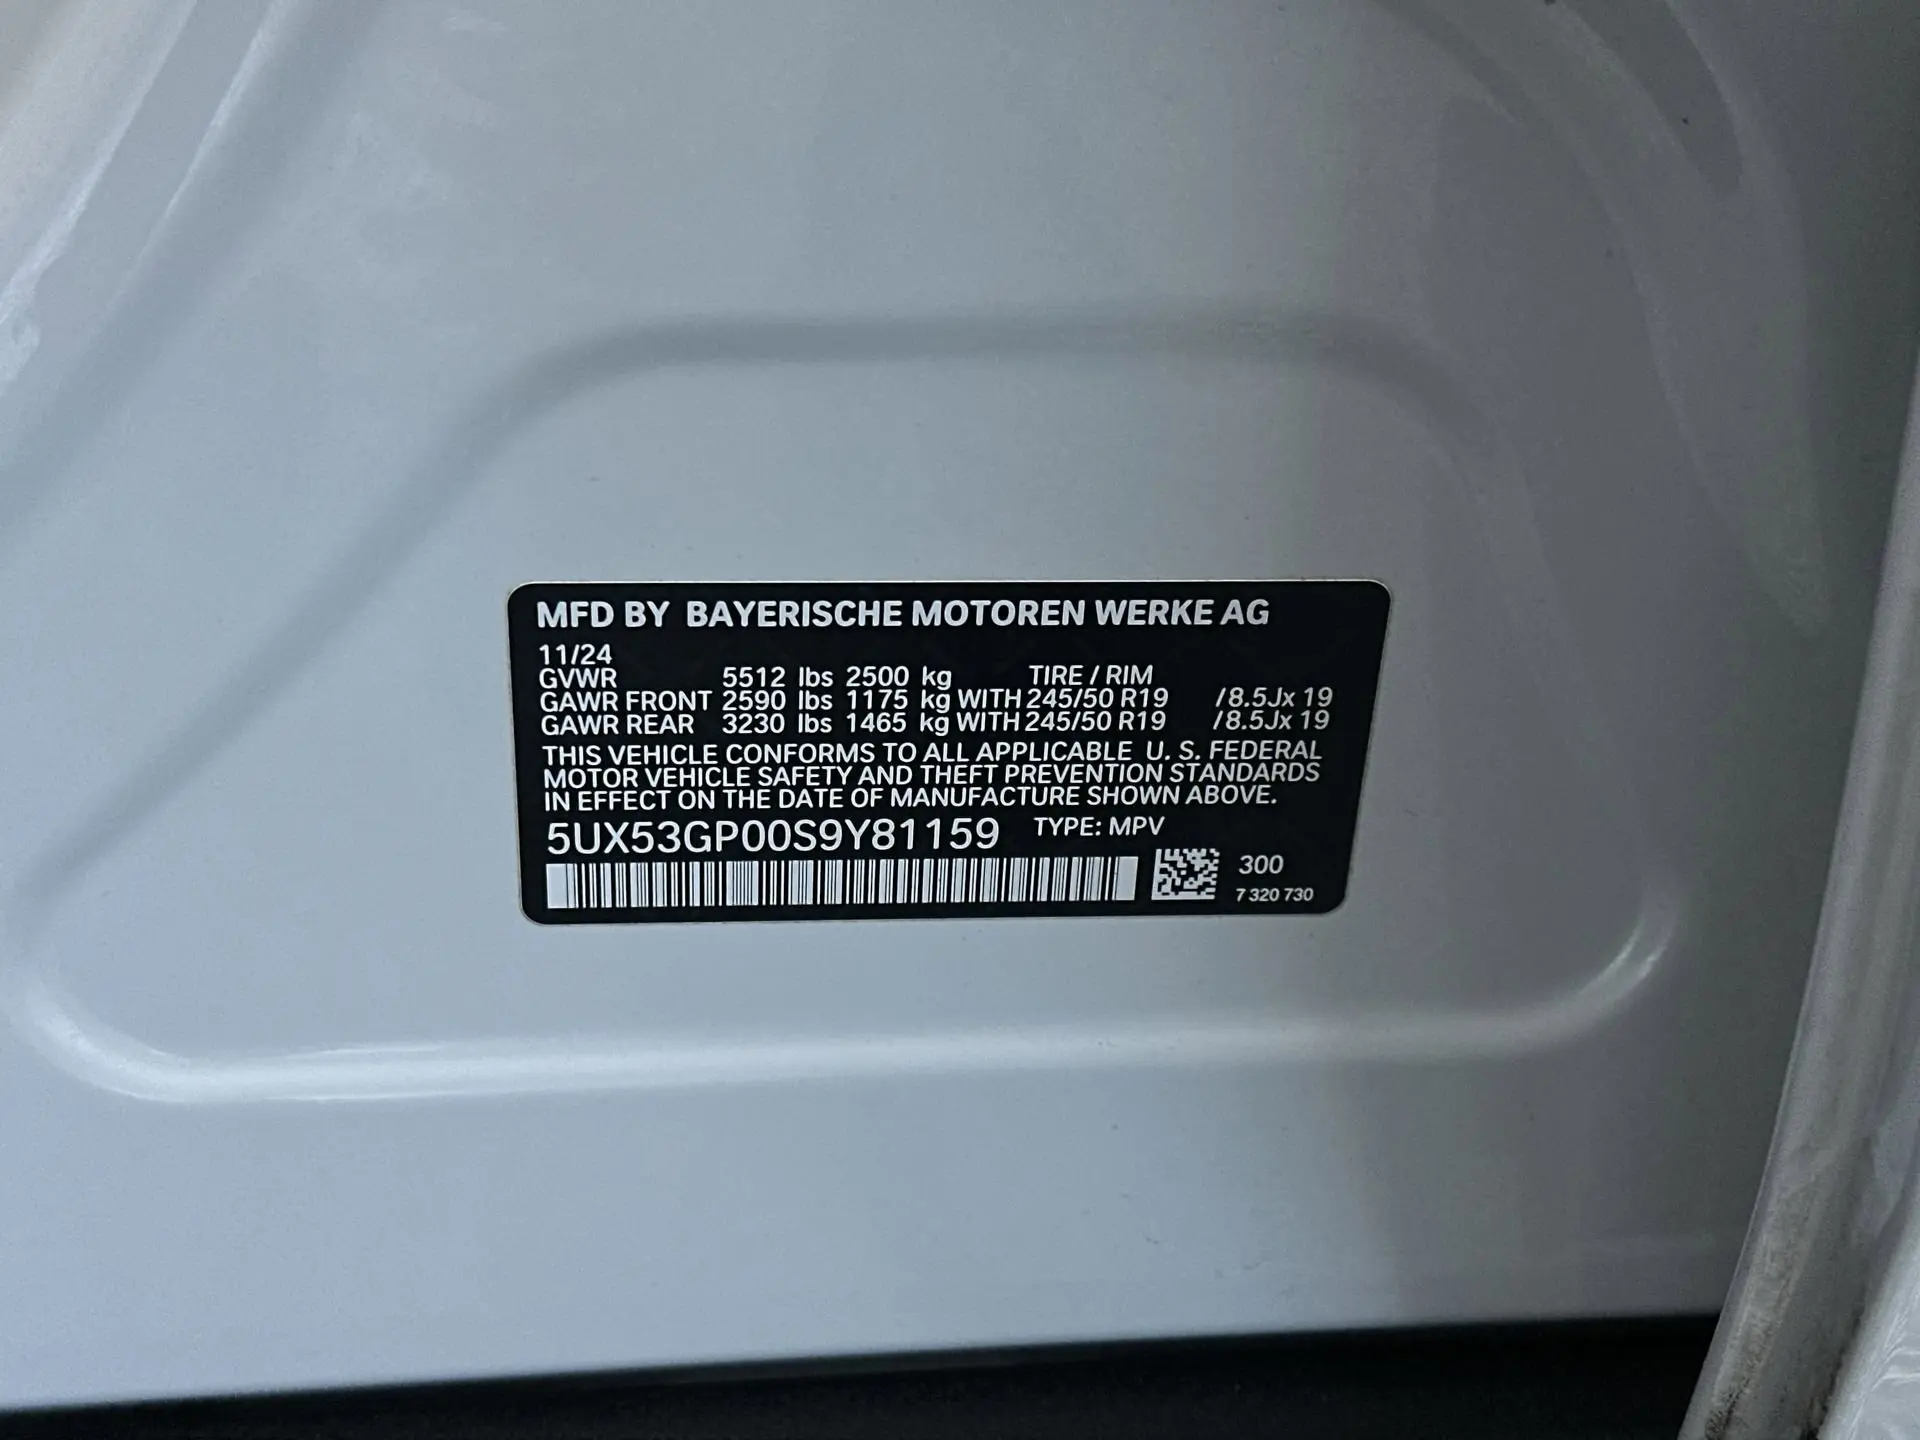 MFD BY BAYERISCHE MOTOREN WERKE AG
11/24
GVWR 5512 lbs 2500 kg TIRE / RIM
GAWR FRONT 2590 lbs 1175 kg WITH 245/50 R19 /8.5Jx 19
GAWR REAR 3230 lbs 1465 kg WITH 245/50 R19 /8.5Jx 19
THIS VEHICLE CONFORMS TO ALL APPLICABLE U. S. FEDERAL
MOTOR VEHICLE SAFETY AND THEFT PREVENTION STANDARDS
IN EFFECT ON THE DATE OF MANUFACTURE SHOWN ABOVE.
5UX53GP00S9Y81159 TYPE: MPV
300
7 320 730